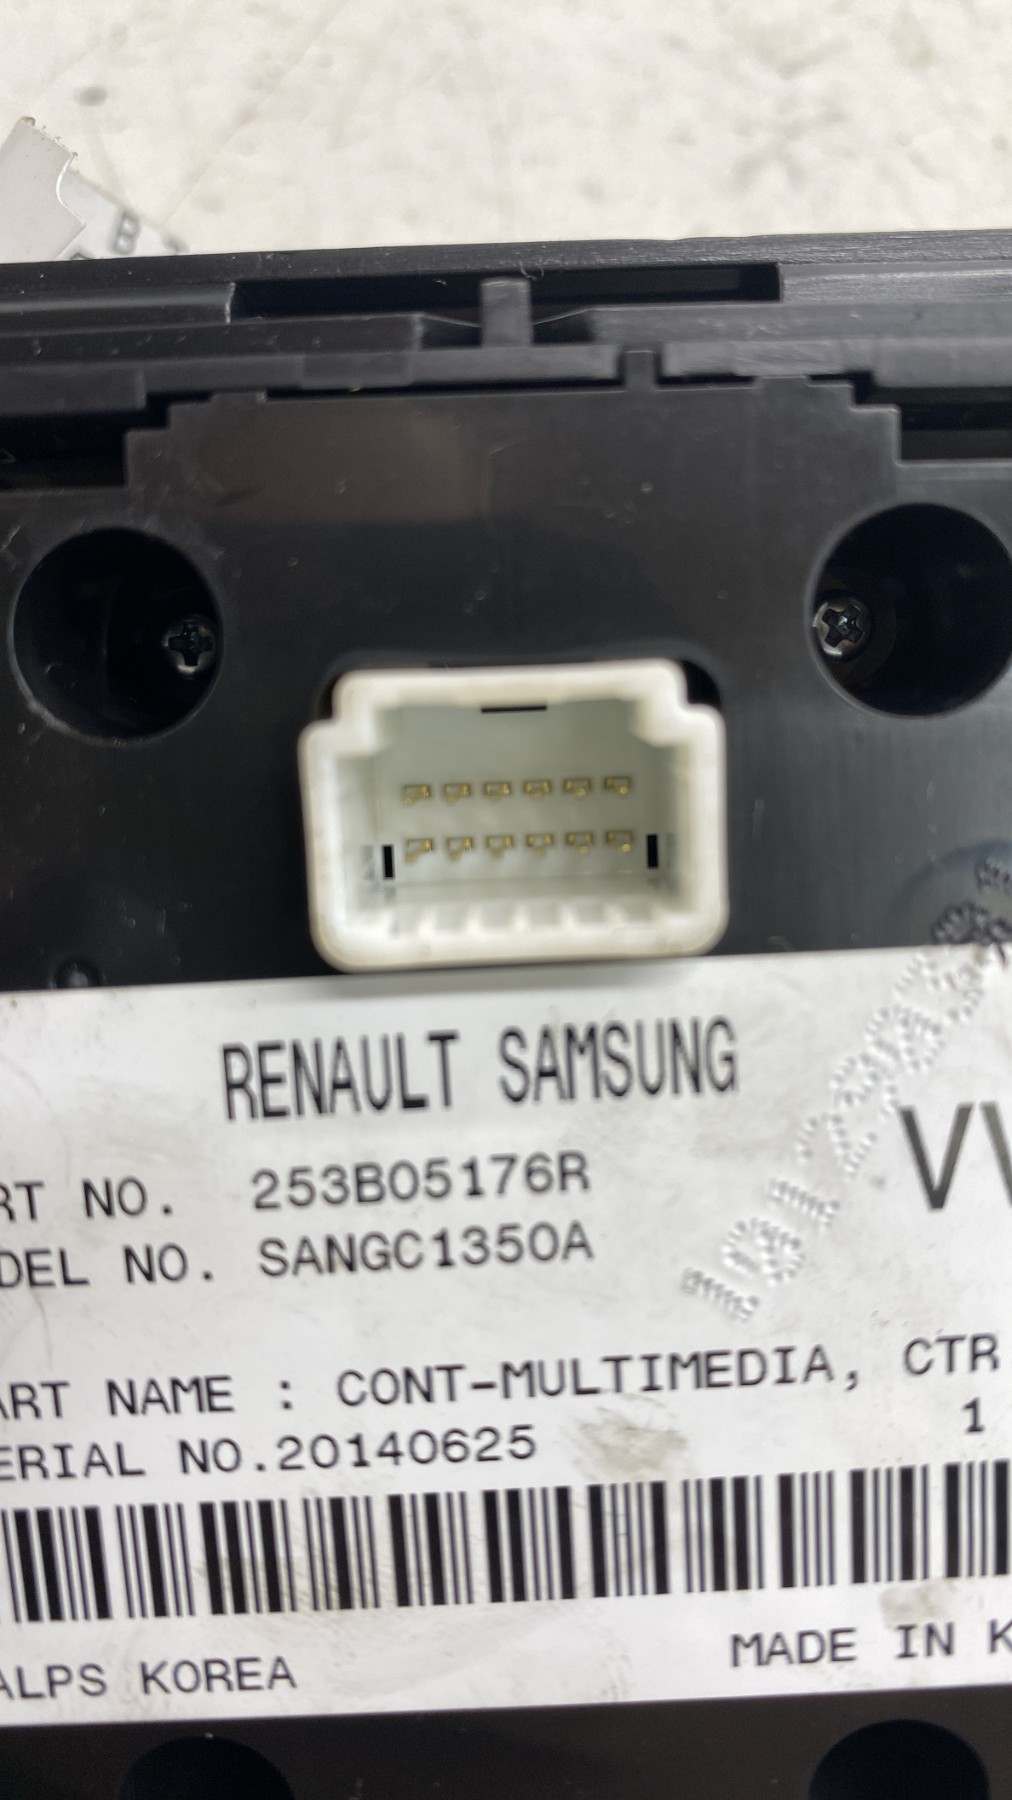 B
RENAULT SAMSUNG
RT NO. 253B05176R
DEL NO. SANGC1350A
ART NAME : CONT-MULTIMEDIA, CTR
ERIAL NO.20140625 1
ALPS KOREA
MADE IN K